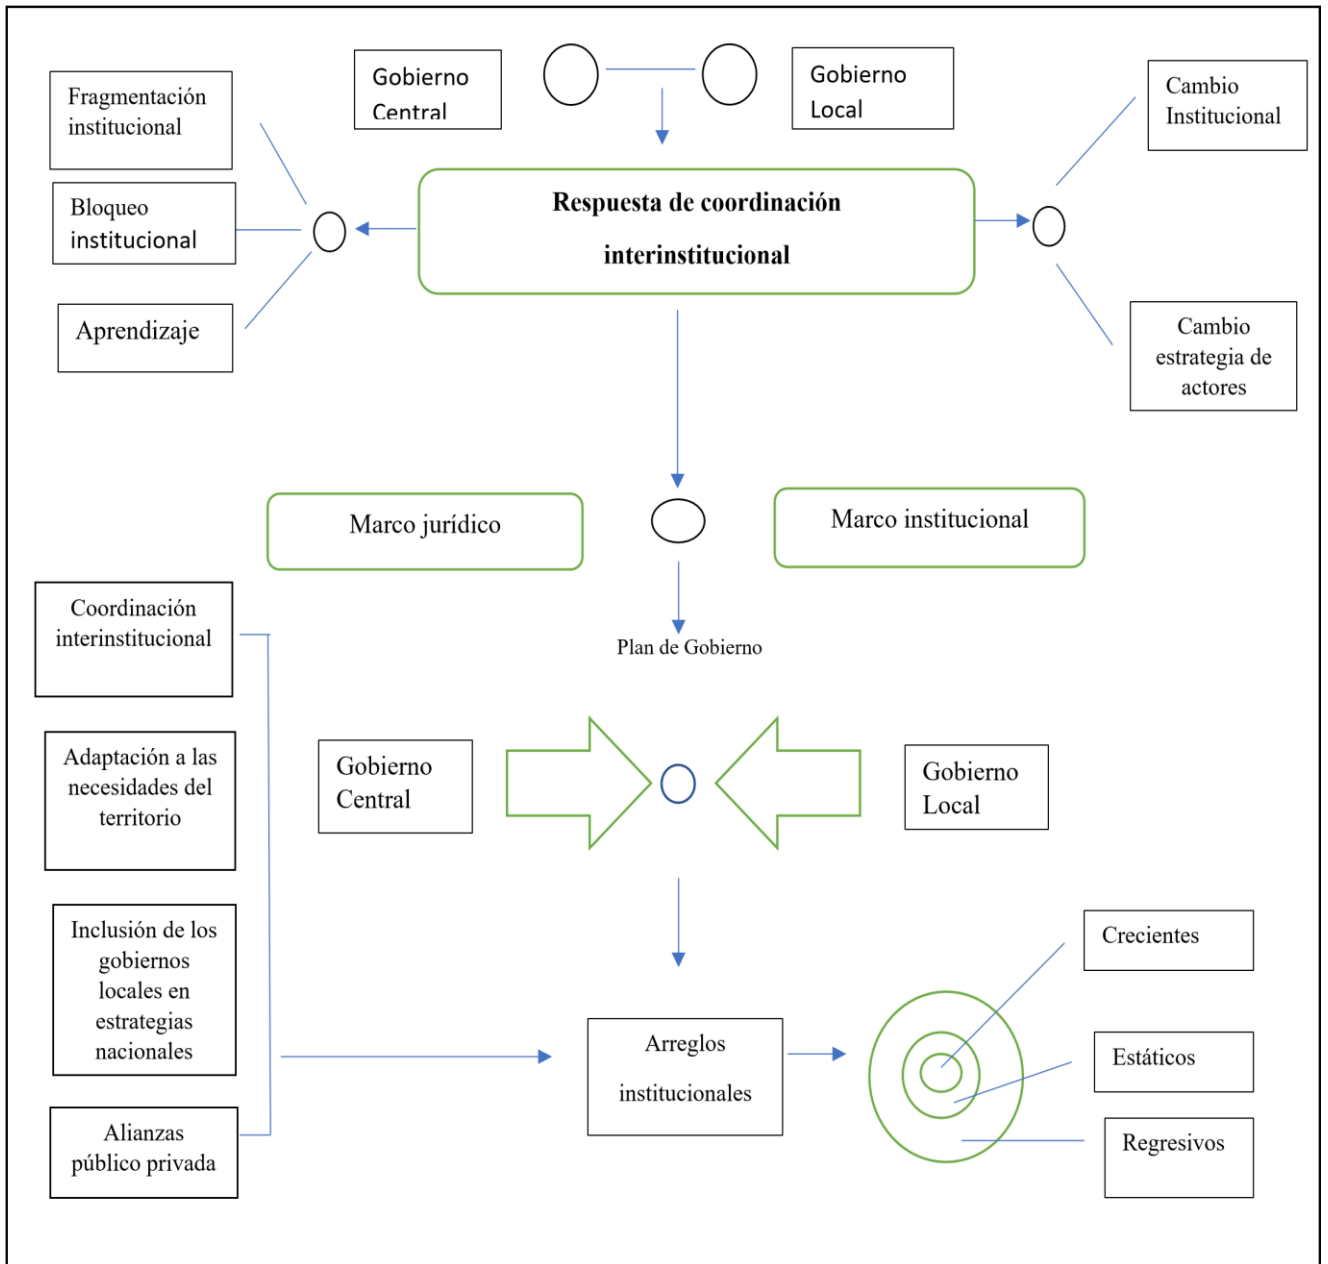 Gobierno
Central
Gobierno
Local
Fragmentación
institucional
Bloqueo
institucional
Aprendizaje
Respuesta de coordinación
interinstitucional
Cambio
Institucional
Cambio
estrategia de
actores
Marco jurídico
Marco institucional
Plan de Gobierno
Coordinación
interinstitucional
Adaptación a las
necesidades del
territorio
Inclusión de los
gobiernos
locales en
estrategias
nacionales
Alianzas
público privada
Gobierno
Central
Gobierno
Local
Arreglos
institucionales
Crecientes
Estáticos
Regresivos